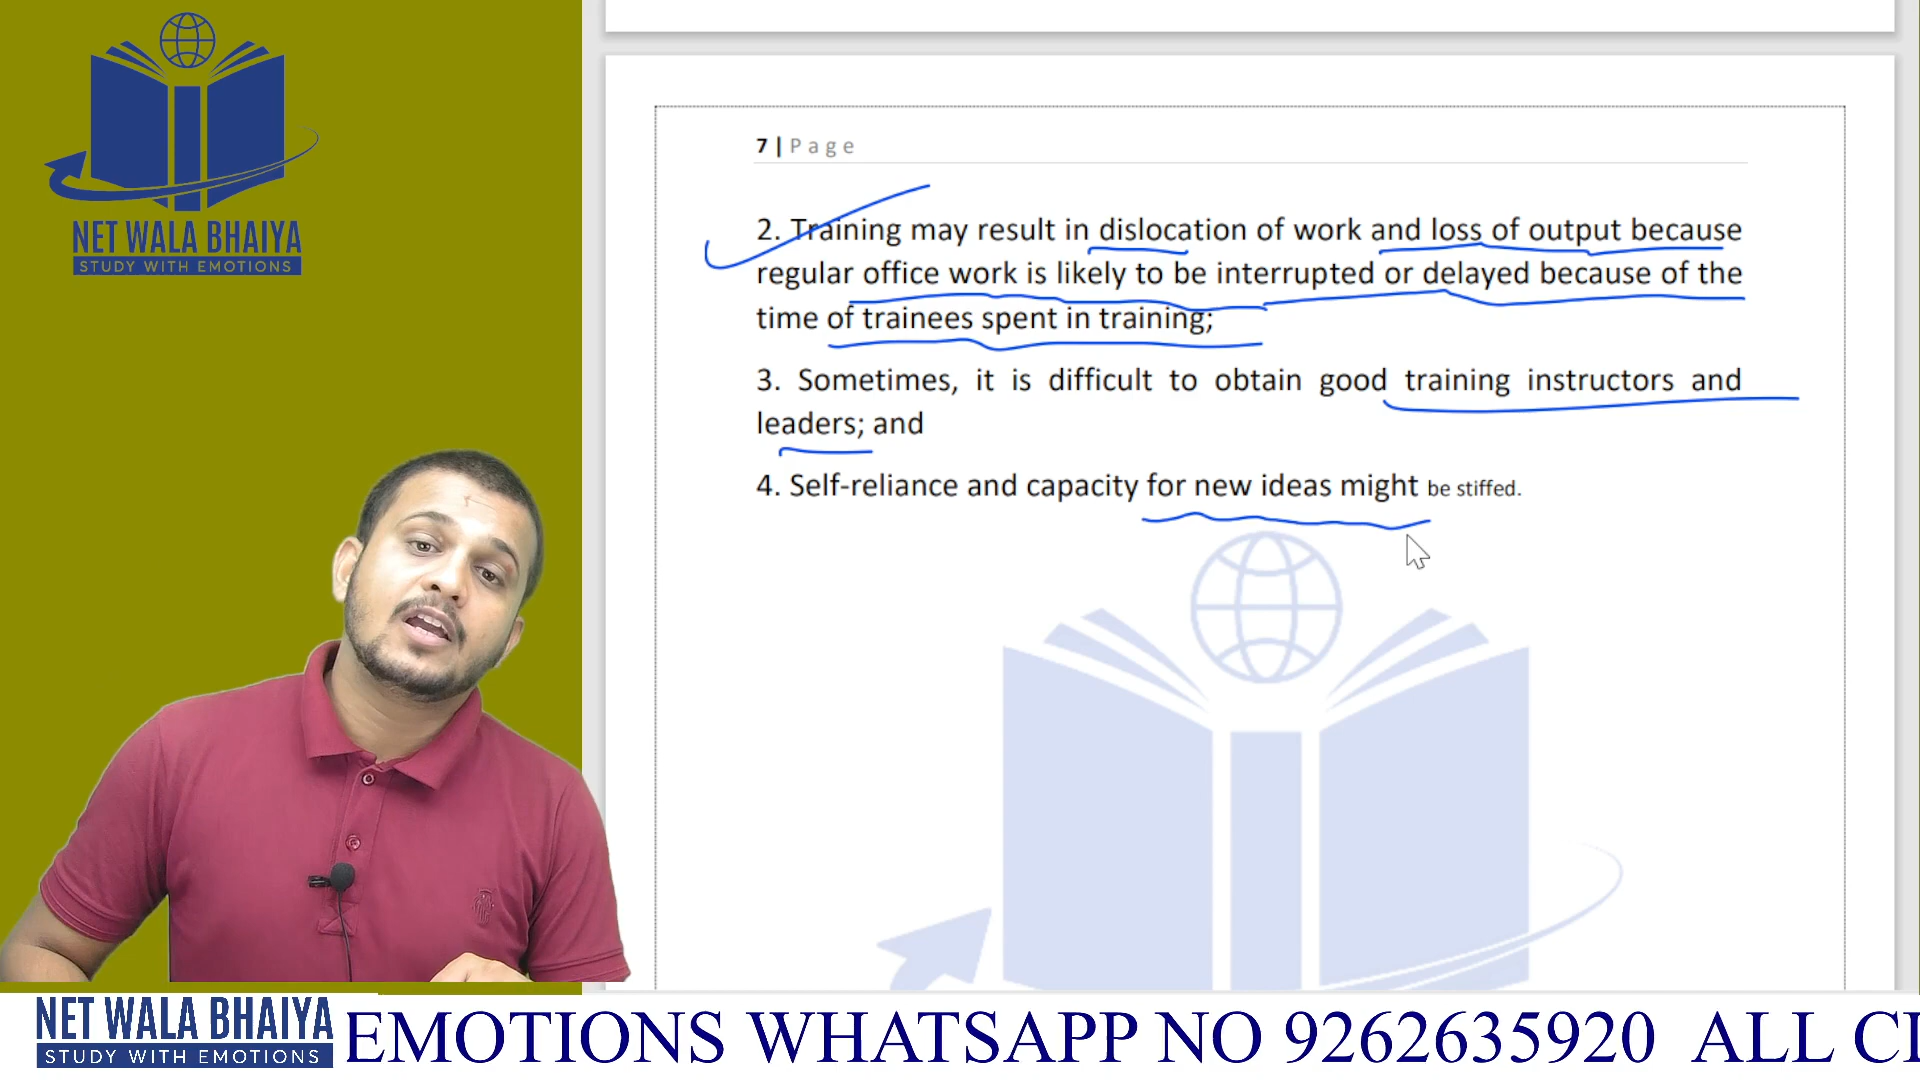 NET WALA BHAIYA
STUDY WITH EMOTIONS
7 | Page
2. Training may result in dislocation of work and loss of output because
regular office work is likely to be interrupted or delayed because of the
time of trainees spent in training;
3. Sometimes, it is difficult to obtain good training instructors and
leaders; and
4. Self-reliance and capacity for new ideas might be stiffed.
NET WALA BHAIYA
STUDY WITH EMOTIONS
EMOTIONS WHATSAPP NO 9262635920 ALL